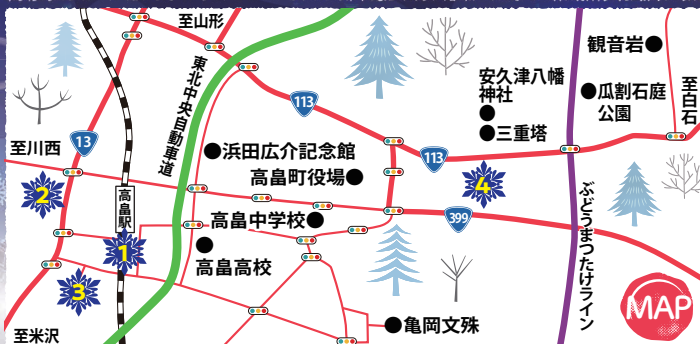 至山形
東北中央自動車道
観音岩
安久津八幡
神社
三重塔
瓜割石庭
公園
至白石
113
13
至川西
浜田広介記念館
113
高畠町役場
2
4
高畠駅
高畠中学校
399
ぶどうまつたけライン
1
高畠高校
3
MAP
亀岡文殊
至米沢